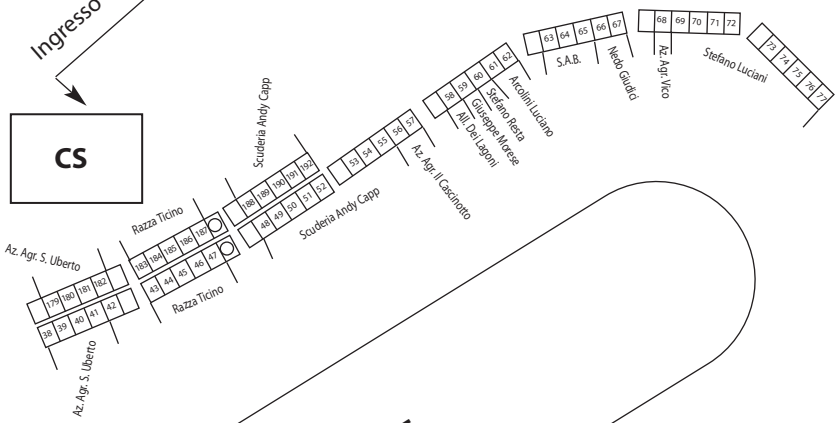 Ingresso
CS
Az. Agr. S. Uberto
179 180 181 182
38 39 40 41 42
Az. Agr. S. Uberto
Razza Ticino
183 184 185 186 187
43 44 45 46 47
Razza Ticino
Scuderia Andy Capp
188 189 190 191 192
48 49 50 51 52
Scuderia Andy Capp
53 54 55 56 57
Az. Agr. Il Cascinotto
58 59 60 61 62
All. Dei Lagoni
Giuseppe Morese
Stefano Resta
Arcolini Luciano
63 64 65 66 67
S.A.B.
Nedo Giudici
68 69 70 71 72
Az. Agr. Vico
Stefano Luciani
73 74 75 76 77